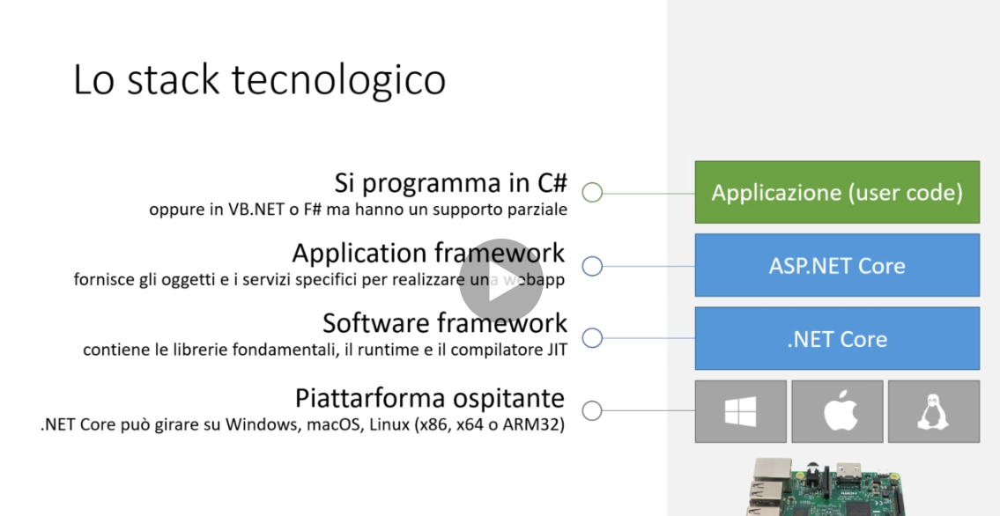 Lo stack tecnologico
Si programma in C#
oppure in VB.NET o F# ma hanno un supporto parziale
Applicazione (user code)
Application framework
fornisce gli oggetti e i servizi specifici per realizzare una webapp
ASP.NET Core
Software framework
contiene le librerie fondamentali, il runtime e il compilatore JIT
.NET Core
Piattarforma ospitante
.NET Core può girare su Windows, macOS, Linux (x86, x64 o ARM32)